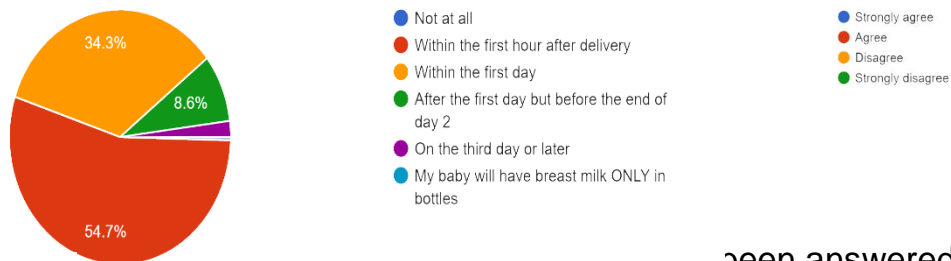 34.3%
8.6%
54.7%
Not at all
Within the first hour after delivery
Within the first day
After the first day but before the end of
day 2
On the third day or later
My baby will have breast milk ONLY in
bottles
Strongly agree
Agree
Disagree
Strongly disagree
been answered